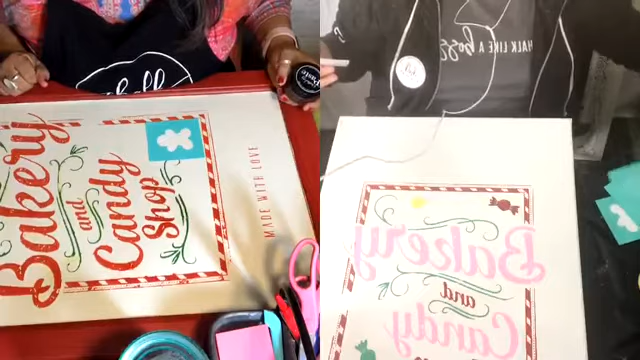 Bakery
and
Candy
Shop
MADE WITH LOVE
CHALK LIKE A boss
Bakery
and
Candy